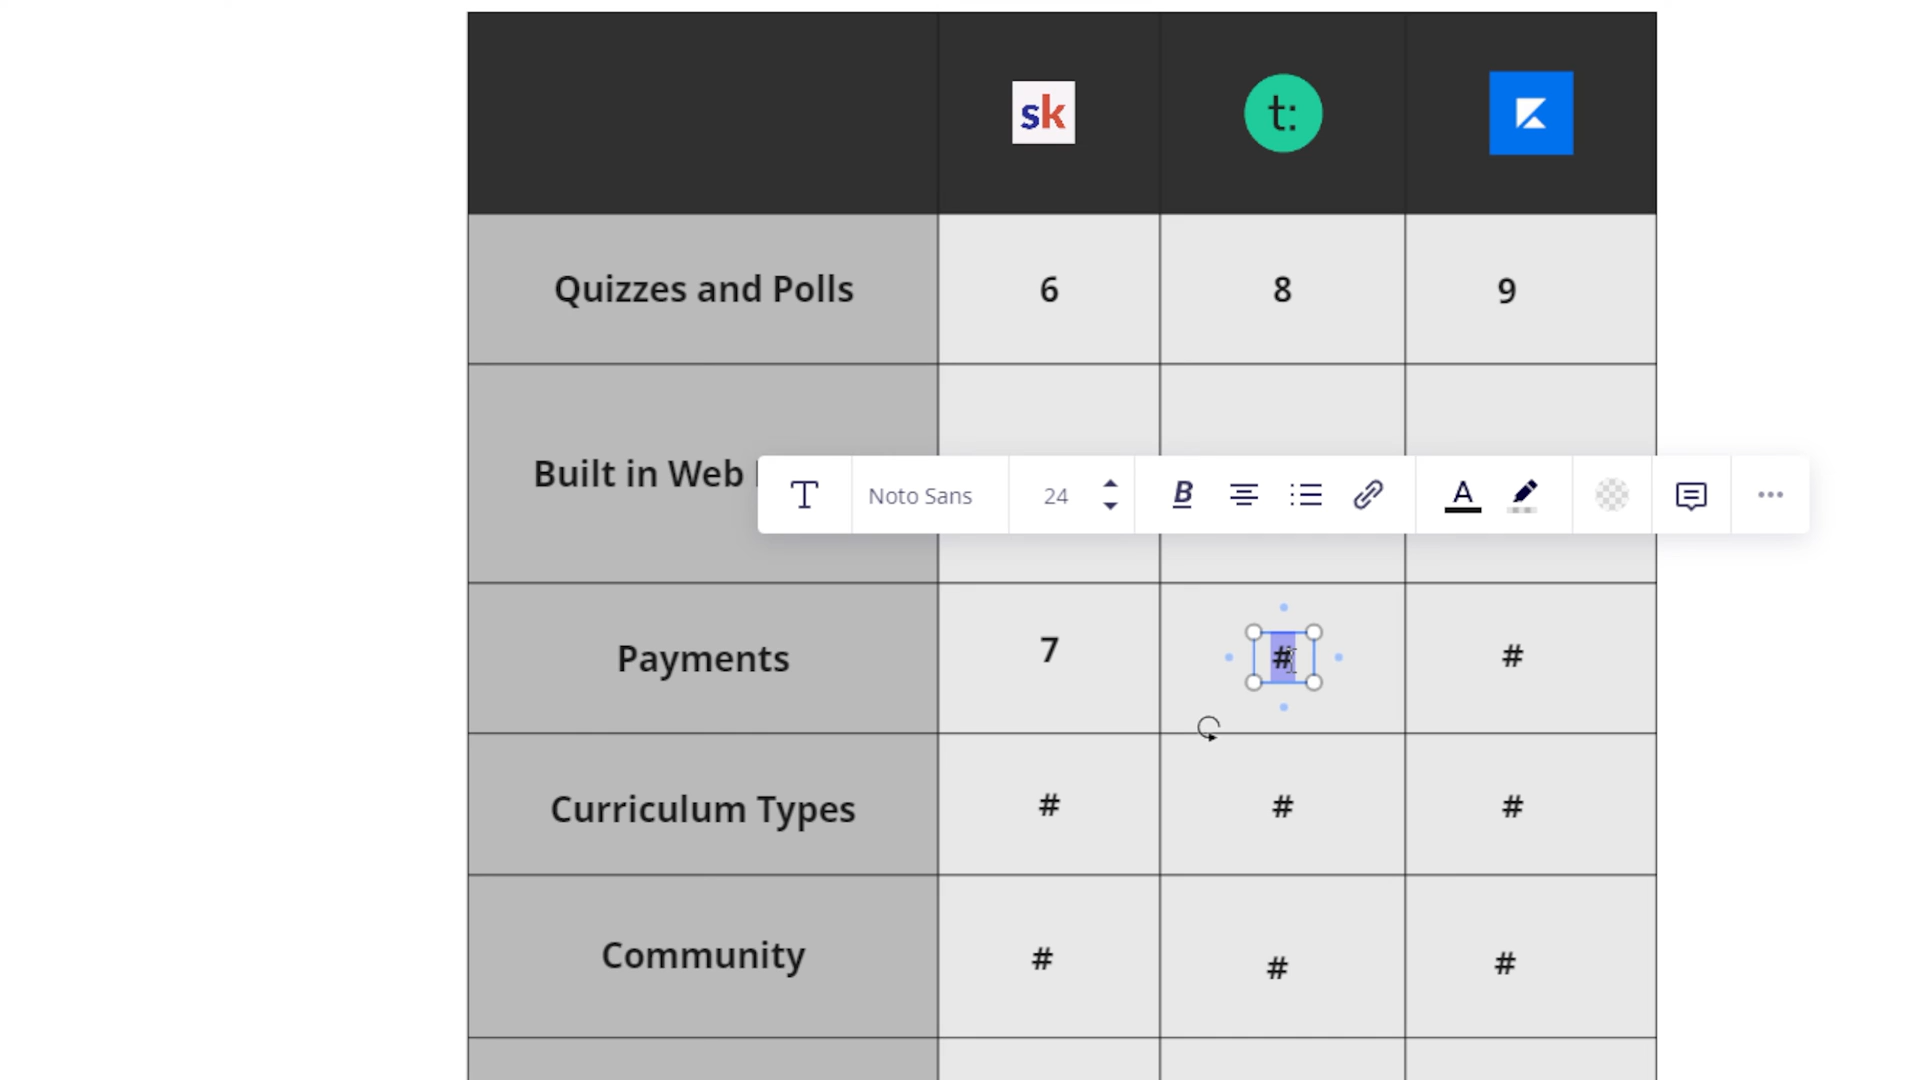 sk t:
Quizzes and Polls 6 8 9
Built in Web
Noto Sans 24 B A
Payments 7 # #
Curriculum Types # # #
Community # # #